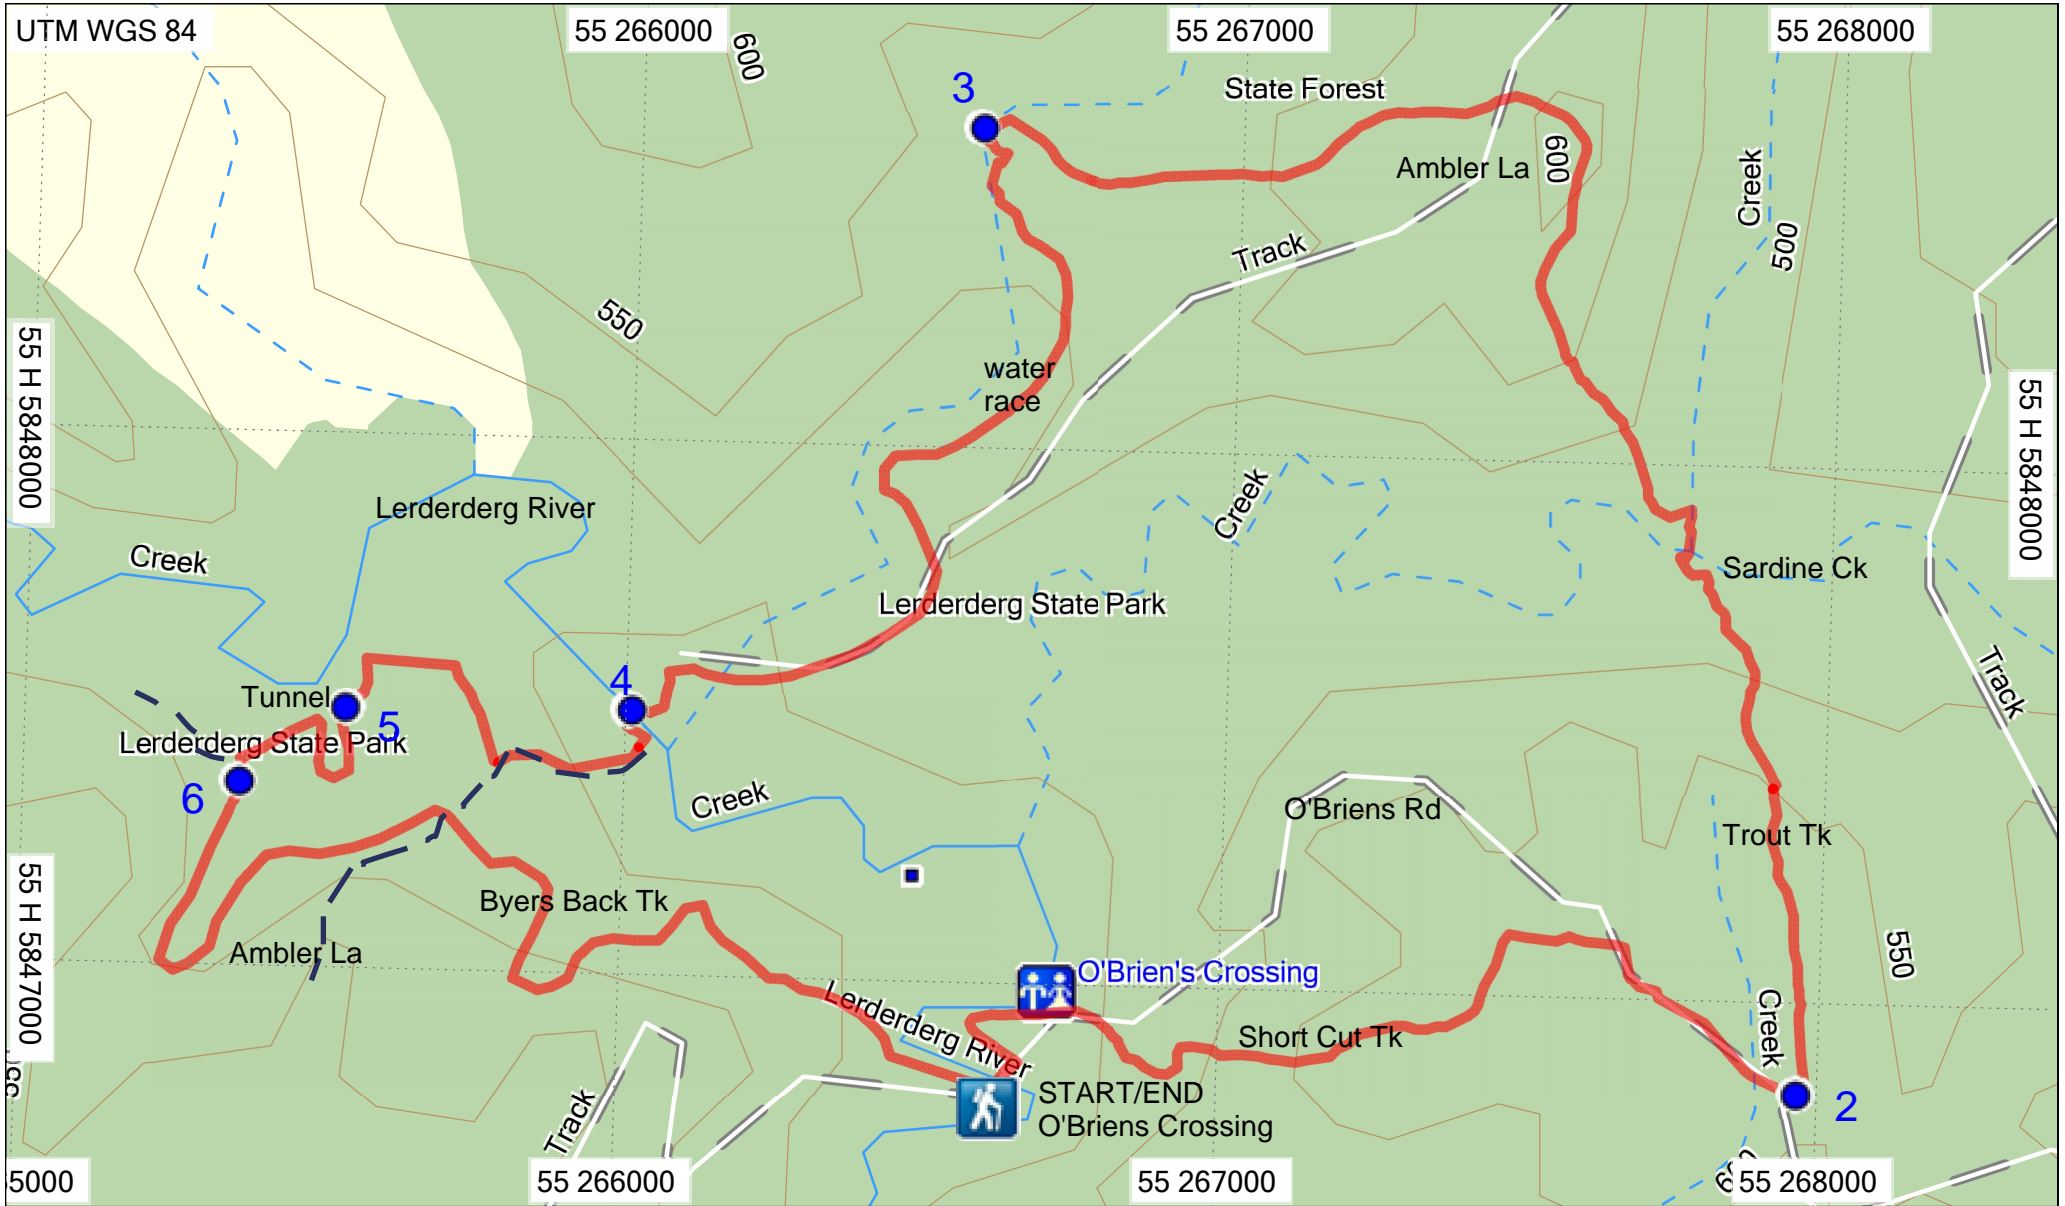 UTM WGS 84
55 266000
55 267000
55 268000
600
3
State Forest
Ambler La
600
Creek
500
Track
550
water
race
55 H 5848000
55 H 5848000
Lerderderg River
Creek
Creek
Sardine Ck
Lerderderg State Park
Track
4
Tunnel
5
Lerderderg State Park
6
Creek
O'Briens Rd
Trout Tk
Byers Back Tk
Ambler La
550
55 H 5847000
O'Brien's Crossing
Lerderderg River
Short Cut Tk
Creek
START/END
O'Briens Crossing
2
Track
5000
55 266000
55 267000
55 268000